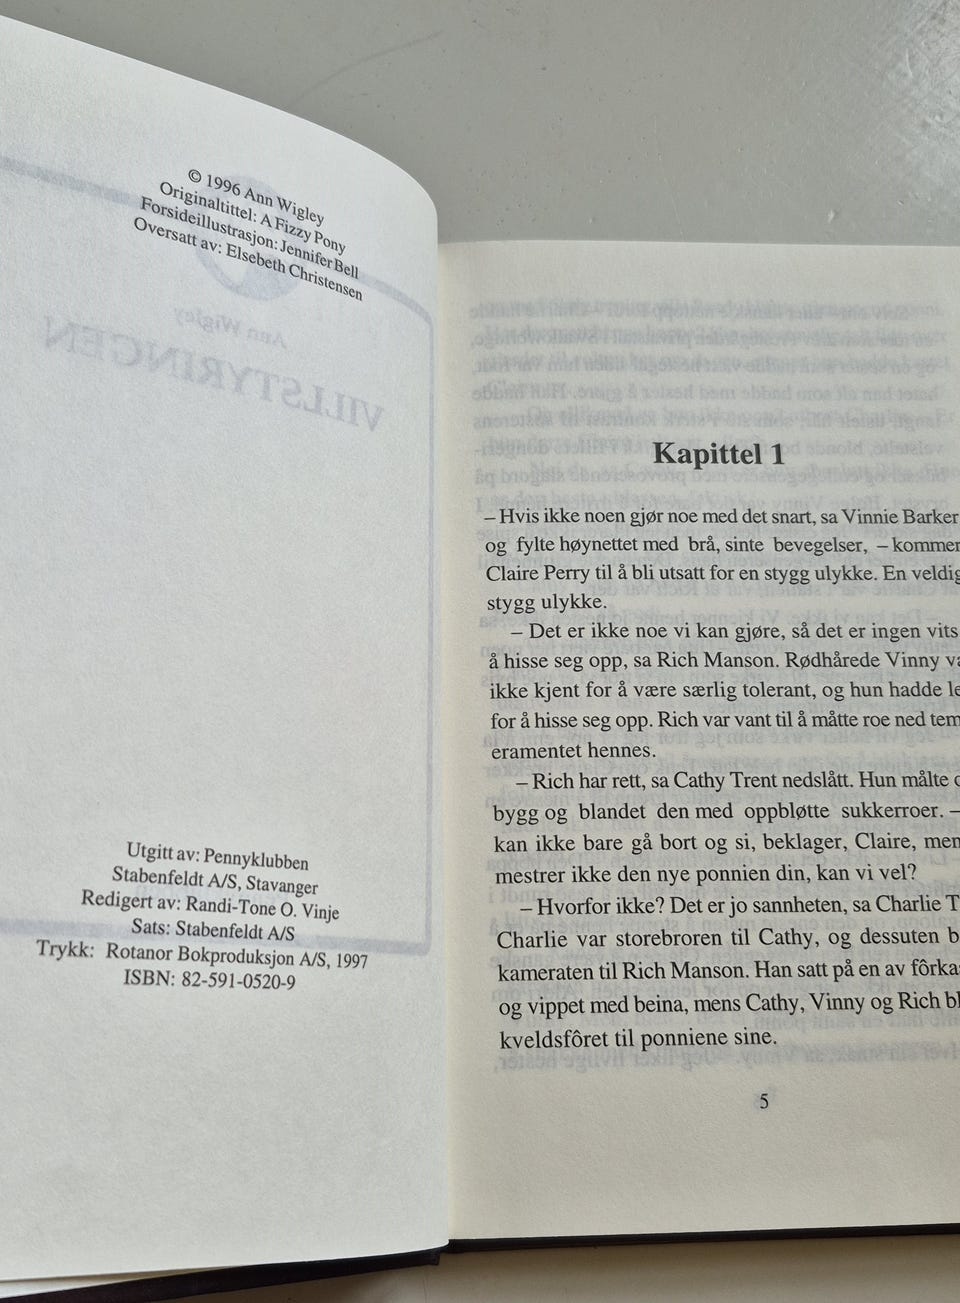 © 1996 Ann Wigley
Originaltittel: A Fizzy Pony
Forsideillustrasjon: Jennifer Bell
Oversatt av: Elsebeth Christensen
Ann Wigley
VILLSTYRINGEN
Utgitt av: Pennyklubben
Stabenfeldt A/S, Stavanger
Redigert av: Randi-Tone O. Vinje
Sats: Stabenfeldt A/S
Trykk: Rotanor Bokproduksjon A/S, 1997
ISBN: 82-591-0520-9
Kapittel 1
– Hvis ikke noen gjør noe med det snart, sa Vinnie Barker
og fylte høynettet med brå, sinte bevegelser, – kommer
Claire Perry til å bli utsatt for en stygg ulykke. En veldig
stygg ulykke.
– Det er ikke noe vi kan gjøre, så det er ingen vits
å hisse seg opp, sa Rich Manson. Rødhårede Vinny va
ikke kjent for å være særlig tolerant, og hun hadde le
for å hisse seg opp. Rich var vant til å måtte roe ned tem
eramentet hennes.
– Rich har rett, sa Cathy Trent nedslått. Hun målte
bygg og blandet den med oppbløtte sukkerroer. –
kan ikke bare gå bort og si, beklager, Claire, men
mestrer ikke den nye ponnien din, kan vi vel?
– Hvorfor ikke? Det er jo sannheten, sa Charlie T
Charlie var storebroren til Cathy, og dessuten b
kameraten til Rich Manson. Han satt på en av fôrka
og vippet med beina, mens Cathy, Vinny og Rich bl
kveldsfôret til ponniene sine.
5